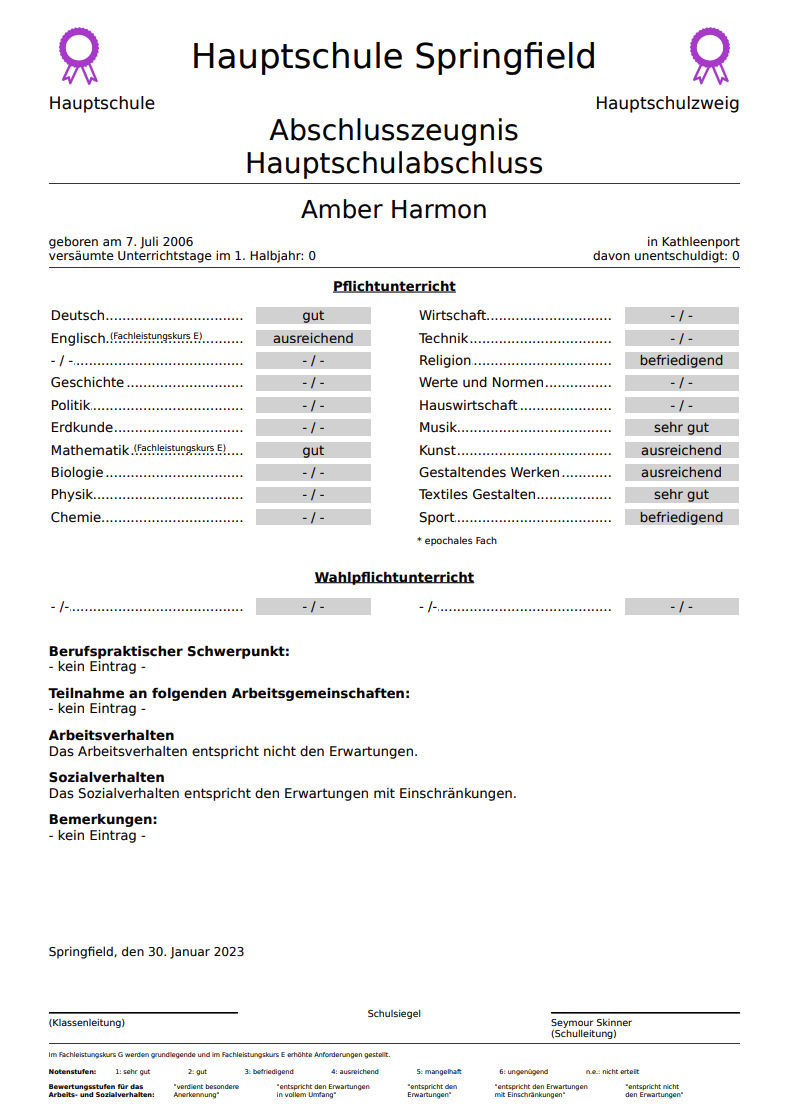 Hauptschule Springfield
Hauptschule Hauptschulzweig
Abschlusszeugnis
Hauptschulabschluss
Amber Harmon
geboren am 7. Juli 2006 in Kathleenport
versäumte Unterrichtstage im 1. Halbjahr: 0 davon unentschuldigt: 0
Pflichtunterricht
Deutsch................................ gut Wirtschaft.............................. - / -
Englisch.(Fachleistungskurs E).......... ausreichend Technik.................................. - / -
- / -........................................ - / - Religion................................. befriedigend
Geschichte............................ - / - Werte und Normen................ - / -
Politik.................................... - / - Hauswirtschaft...................... - / -
Erdkunde............................... - / - Musik..................................... sehr gut
Mathematik (Fachleistungskurs E).... gut Kunst..................................... ausreichend
Biologie................................. - / - Gestaltendes Werken............ ausreichend
Physik.................................... - / - Textiles Gestalten.................. sehr gut
Chemie.................................. - / - Sport...................................... befriedigend
* epochales Fach
Wahlpflichtunterricht
- /-.......................................... - / - - /-.......................................... - / -
Berufspraktischer Schwerpunkt:
- kein Eintrag -
Teilnahme an folgenden Arbeitsgemeinschaften:
- kein Eintrag -
Arbeitsverhalten
Das Arbeitsverhalten entspricht nicht den Erwartungen.
Sozialverhalten
Das Sozialverhalten entspricht den Erwartungen mit Einschränkungen.
Bemerkungen:
- kein Eintrag -
Springfield, den 30. Januar 2023
Schulsiegel
(Klassenleitung) Seymour Skinner
(Schulleitung)
Im Fachleistungskurs G werden grundlegende und im Fachleistungskurs E erhöhte Anforderungen gestellt.
Notenstufen: 1: sehr gut 2: gut 3: befriedigend 4: ausreichend 5: mangelhaft 6: ungenügend n.e.: nicht erteilt
Bewertungsstufen für das "verdient besondere "entspricht den Erwartungen "entspricht den "entspricht den Erwartungen "entspricht nicht
Arbeits- und Sozialverhalten: Anerkennung" in vollem Umfang" Erwartungen" mit Einschränkungen" den Erwartungen"